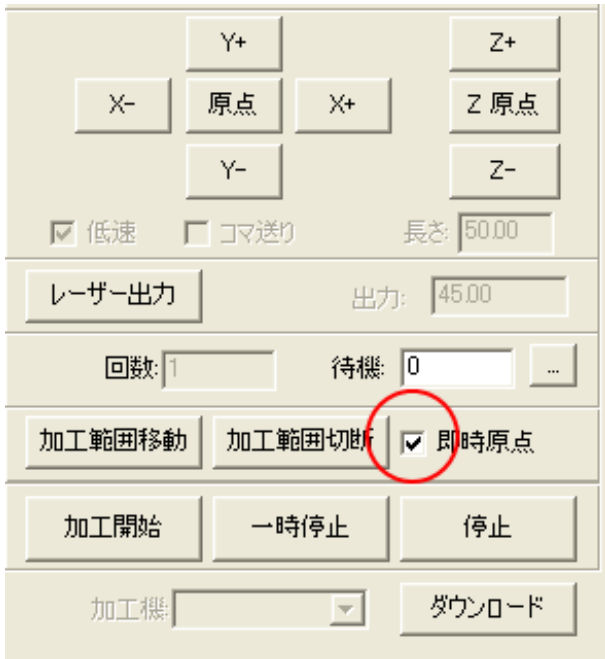 Y+ Z+
X- 原点 X+ Z 原点
Y- Z-
低速 コマ送り 長さ: 50.00
レーザー出力 出力: 45.00
回数: 1 待機: 0 ...
加工範囲移動 加工範囲切断 即時原点
加工開始 一時停止 停止
加工機: ダウンロード